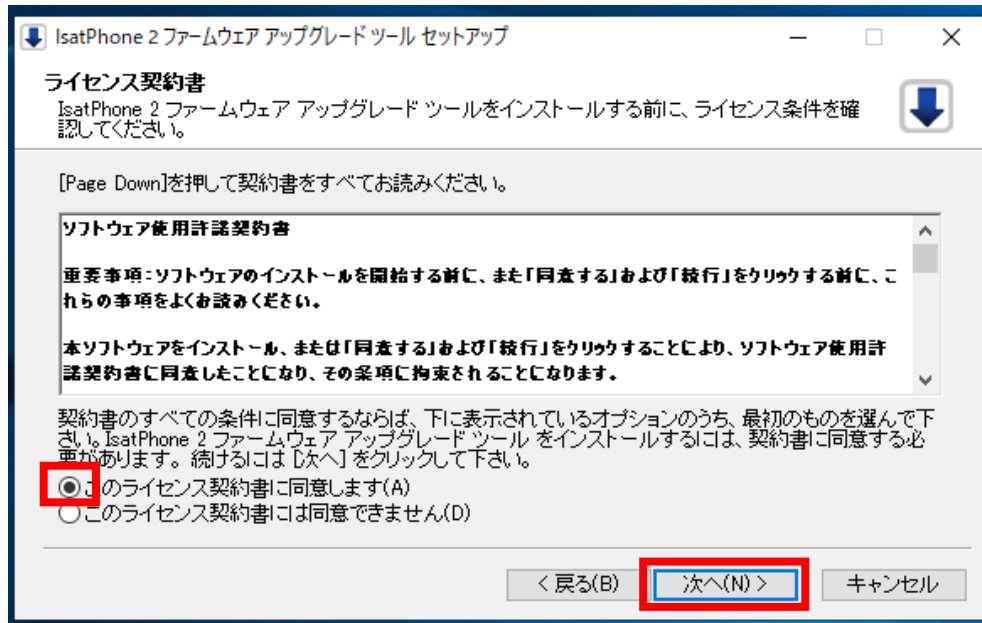 IsatPhone 2 ファームウェア アップグレード ツール セットアップ
ライセンス契約書
IsatPhone 2 ファームウェア アップグレード ツールをインストールする前に、ライセンス条件を確
認してください。
[Page Down]を押して契約書をすべてお読みください。
ソフトウェア使用許諾契約書
重要事項：ソフトウェアのインストールを開始する前に、また「同意する」および「続行」をクリックする前に、こ
れらの事項をよくお読みください。
本ソフトウェアをインストール、または「同意する」および「続行」をクリックすることにより、ソフトウェア使用許
諾契約書に同意したことになり、その条項に拘束されることになります。
契約書のすべての条件に同意するならば、下に表示されているオプションのうち、最初のものを選んで下
さい。IsatPhone 2 ファームウェア アップグレード ツール をインストールするには、契約書に同意する必
要があります。続けるには [次へ] をクリックして下さい。
このライセンス契約書に同意します(A)
このライセンス契約書には同意できません(D)
< 戻る(B) 次へ(N) > キャンセル